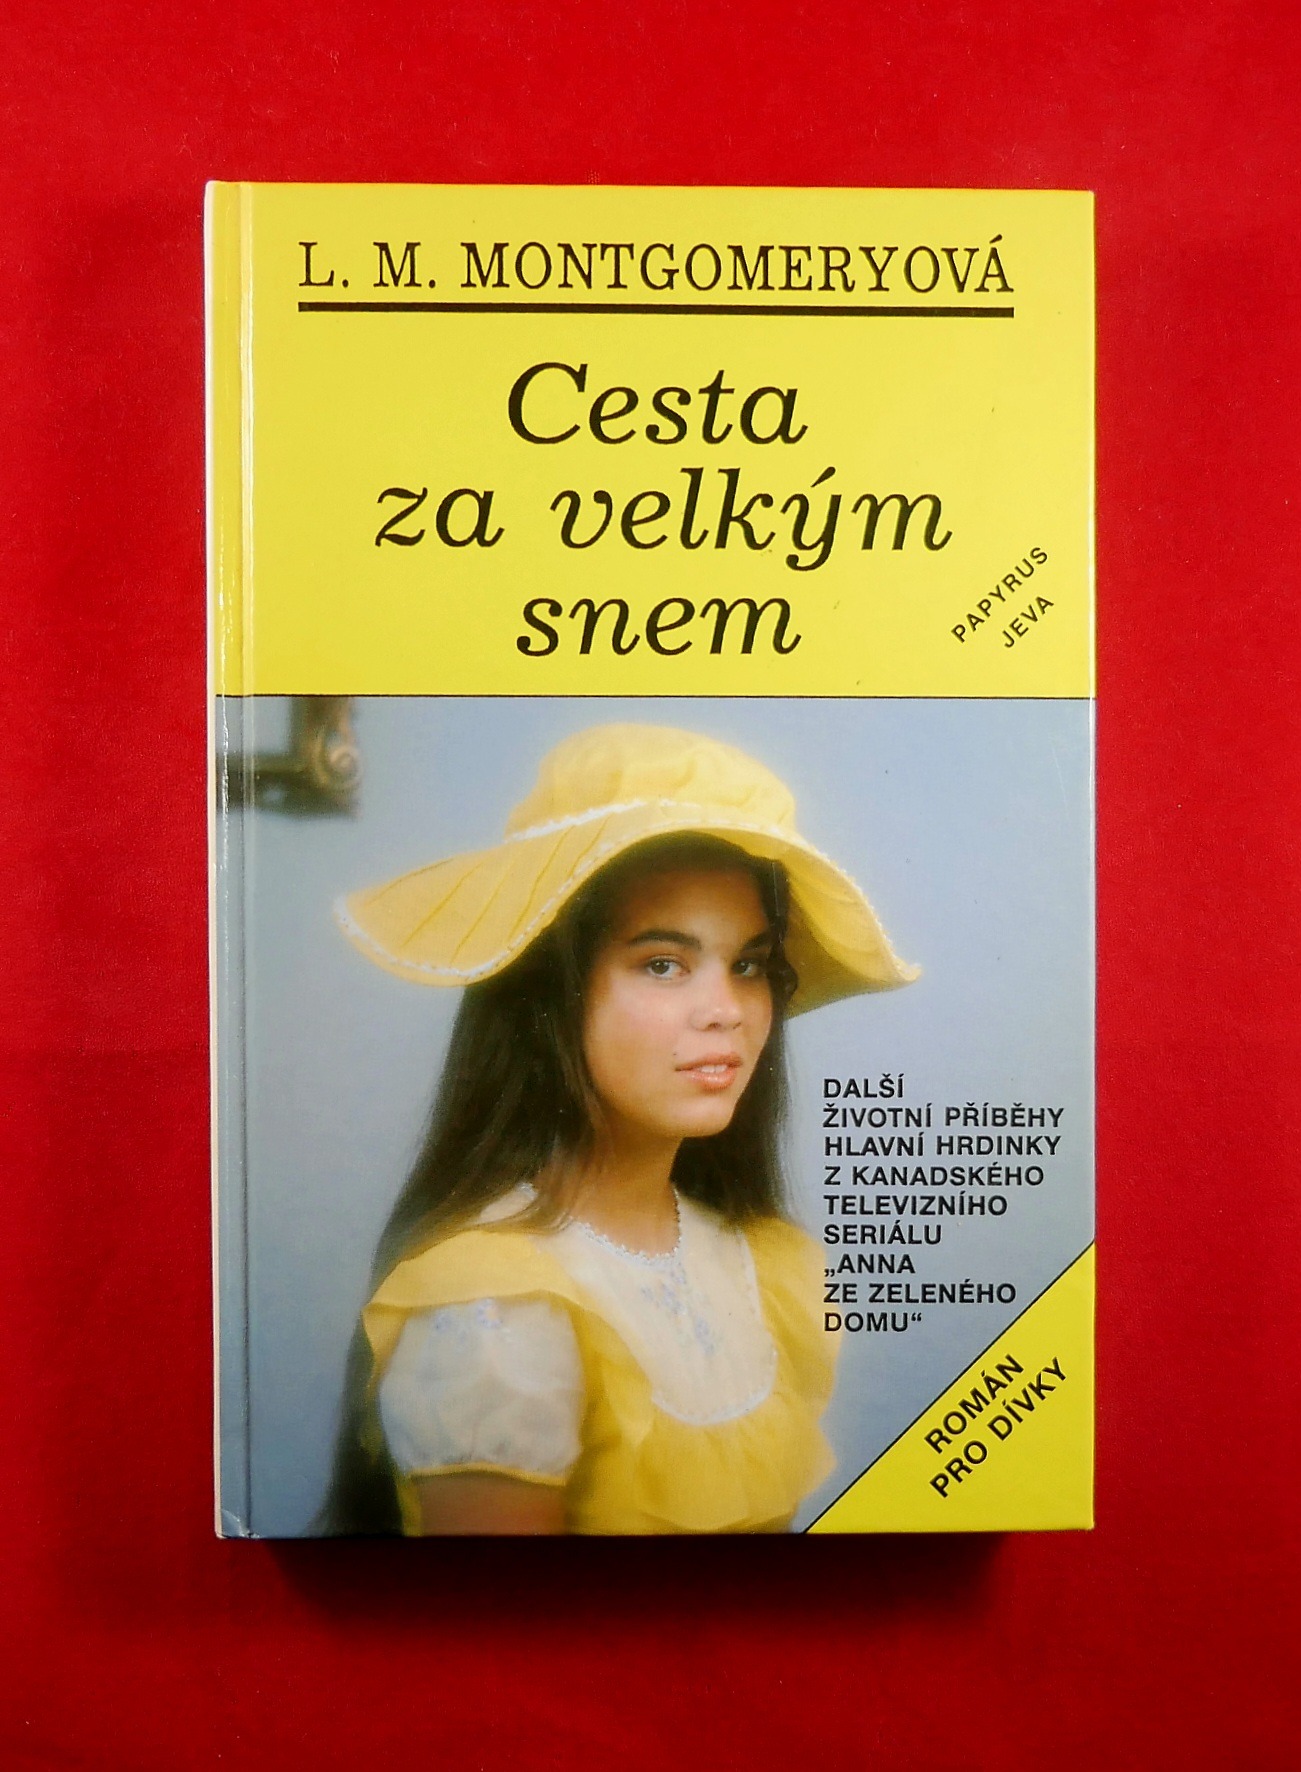 L. M. MONTGOMERYOVÁ
Cesta
za velkým
snem
PAPYRUS
JEVA
DALŠÍ
ŽIVOTNÍ PŘÍBĚHY
HLAVNÍ HRDINKY
Z KANADSKÉHO
TELEVIZNÍHO
SERIÁLU
„ANNA
ZE ZELENÉHO
DOMU“
ROMÁN
PRO DÍVKY